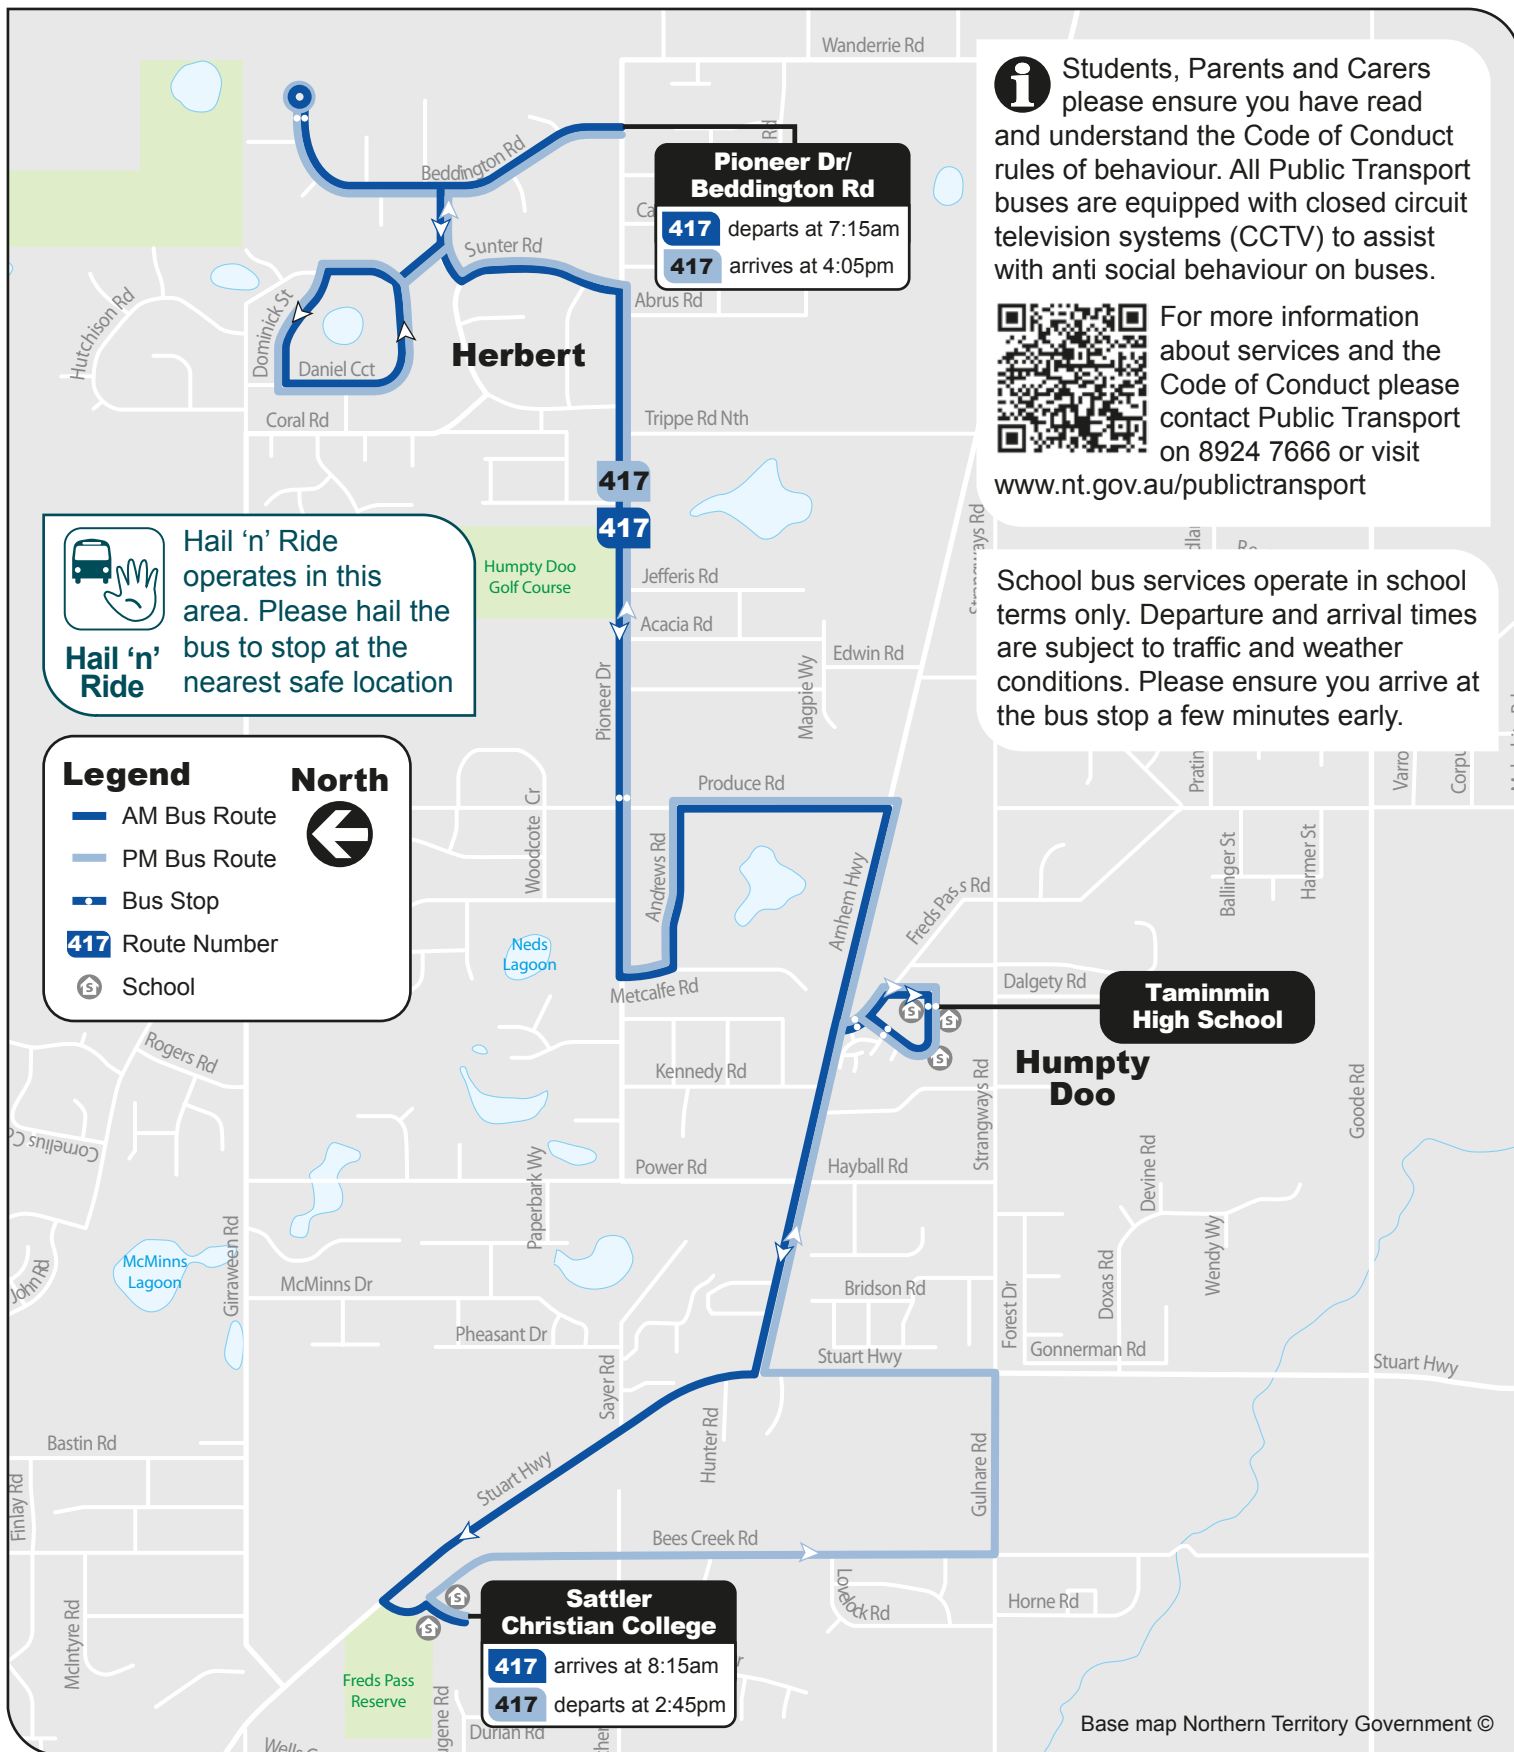 Wanderrie Rd
Students, Parents and Carers
please ensure you have read
and understand the Code of Conduct
rules of behaviour. All Public Transport
buses are equipped with closed circuit
television systems (CCTV) to assist
with anti social behaviour on buses.
For more information
about services and the
Code of Conduct please
contact Public Transport
on 8924 7666 or visit
www.nt.gov.au/publictransport
School bus services operate in school
terms only. Departure and arrival times
are subject to traffic and weather
conditions. Please ensure you arrive at
the bus stop a few minutes early.
Rd
Beddington Rd
Pioneer Dr/
Beddington Rd
417 departs at 7:15am
417 arrives at 4:05pm
Sunter Rd
Abrus Rd
Hutchison Rd
Dominick St
Daniel Cct
Herbert
Coral Rd
Trippe Rd Nth
417
417
Strangways Rd
Hail ‘n’ Ride
operates in this
area. Please hail the
bus to stop at the
nearest safe location
Hail ‘n’
Ride
Humpty Doo
Golf Course
Jefferis Rd
Acacia Rd
Edwin Rd
Magpie Wy
Pioneer Dr
Legend
North
AM Bus Route
PM Bus Route
Bus Stop
417 Route Number
S School
Produce Rd
Woodcote Cr
Andrews Rd
Arnhem Hwy
Freds Pass Rd
Ballinger St
Harmer St
Neds
Lagoon
Metcalfe Rd
Dalgety Rd
Taminmin
High School
S
S
S
Humpty
Doo
Rogers Rd
Kennedy Rd
Strangways Rd
Goode Rd
Power Rd
Hayball Rd
Paperbark Wy
Devine Rd
Wendy Wy
Doxas Rd
John Rd
McMinns
Lagoon
Girraween Rd
McMinns Dr
Bridson Rd
Forest Dr
Pheasant Dr
Gonnerman Rd
Stuart Hwy
Stuart Hwy
Sayer Rd
Hunter Rd
Bastin Rd
Finlay Rd
Stuart Hwy
Gulnare Rd
Bees Creek Rd
Lovelock Rd
Horne Rd
McIntyre Rd
S
S
Sattler
Christian College
417 arrives at 8:15am
417 departs at 2:45pm
Freds Pass
Reserve
Durian Rd
Base map Northern Territory Government ©